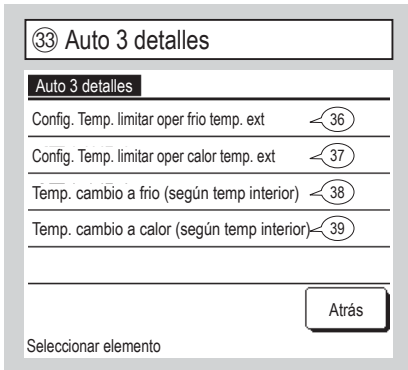 ㉝ Auto 3 detalles
Auto 3 detalles
Config. Temp. limitar oper frio temp. ext 36
Config. Temp. limitar oper calor temp. ext 37
Temp. cambio a frio (según temp interior) 38
Temp. cambio a calor (según temp interior) 39
Atrás
Seleccionar elemento